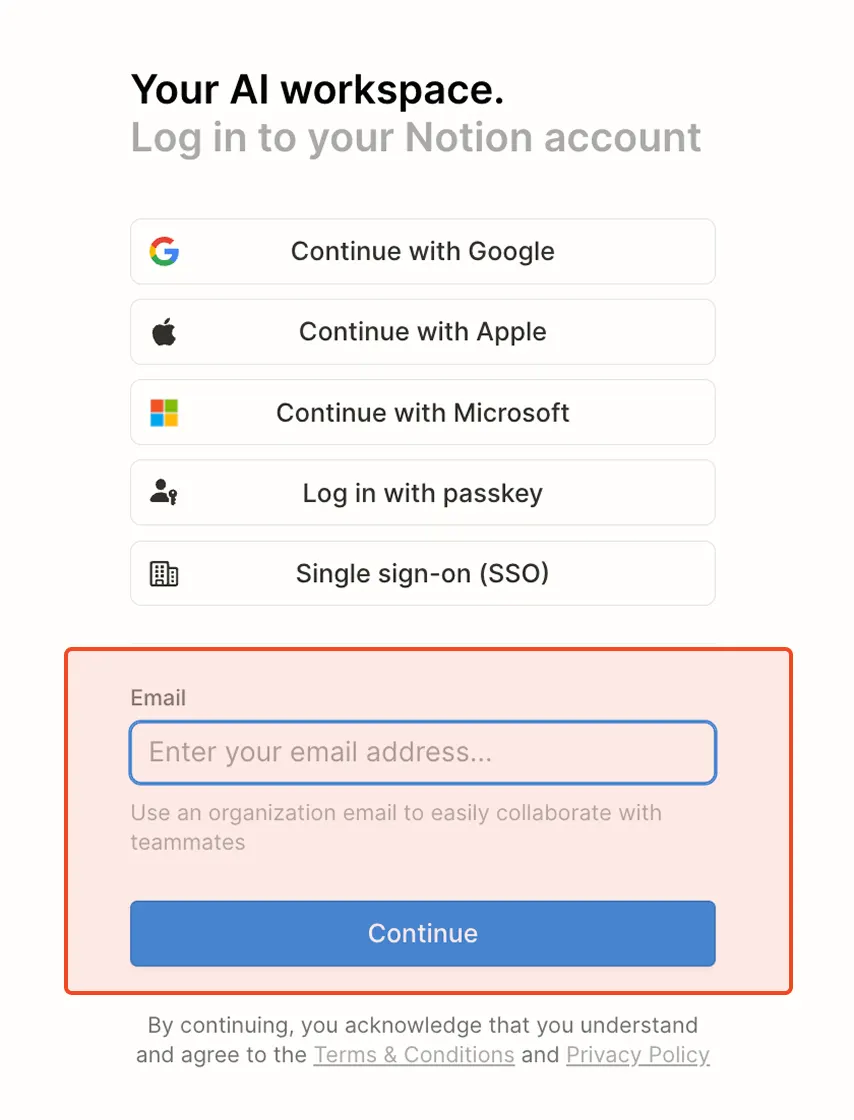 Your AI workspace.
Log in to your Notion account
Continue with Google
Continue with Apple
Continue with Microsoft
Log in with passkey
Single sign-on (SSO)
Email
Enter your email address...
Use an organization email to easily collaborate with
teammates
Continue
By continuing, you acknowledge that you understand
and agree to the Terms & Conditions and Privacy Policy